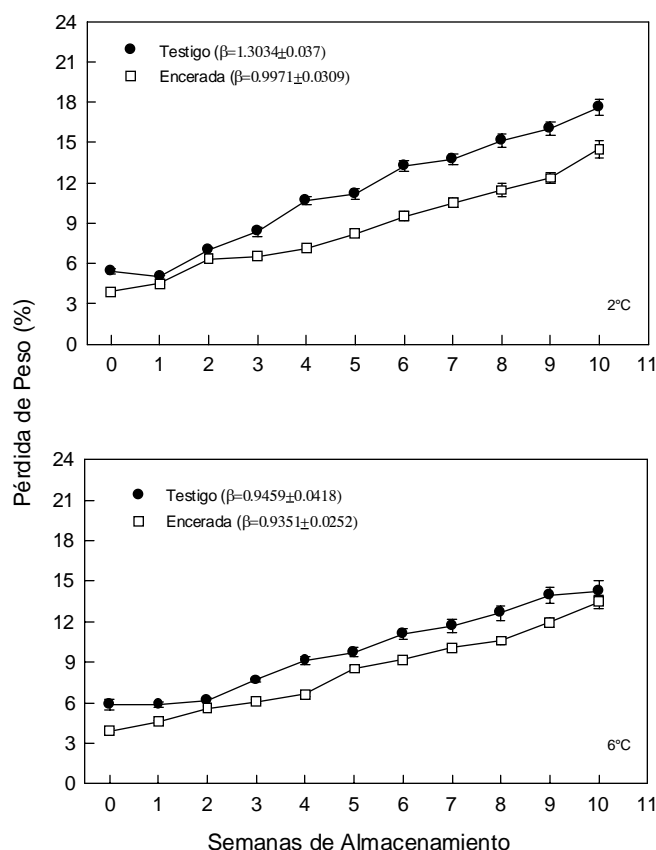 24
21
18
15
12
9
6
3
0
Testigo (β=1.3034±0.037)
Encerada (β=0.9971±0.0309)
2°C
0 1 2 3 4 5 6 7 8 9 10 11
Pérdida de Peso (%)
24
21
18
15
12
9
6
3
0
Testigo (β=0.9459±0.0418)
Encerada (β=0.9351±0.0252)
6°C
0 1 2 3 4 5 6 7 8 9 10 11
Semanas de Almacenamiento